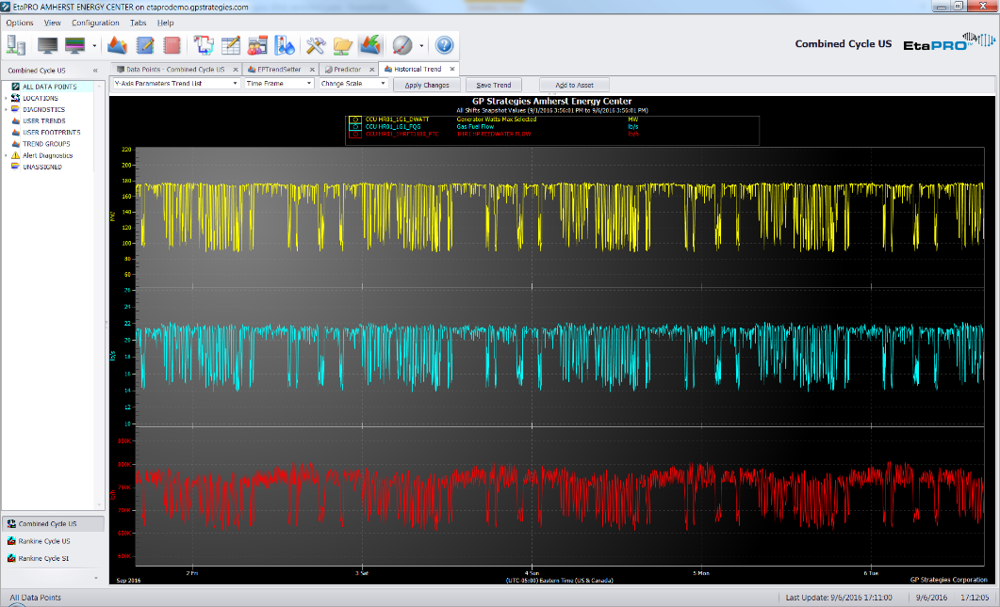 EtaPRO AMHERST ENERGY CENTER on etaprodemo.gpstrategies.com
Options View Configuration Tabs Help
Combined Cycle US EtaPRO™
Combined Cycle US «
Data Points - Combined Cycle US × EPTrendSetter × Predictor × Historical Trend ×
Y-Axis Parameters Trend List Time Frame Change Scale Apply Changes Save Trend Add to Asset
ALL DATA POINTS
LOCATIONS
DIAGNOSTICS
USER TRENDS
USER FOOTPRINTS
TREND GROUPS
Alert Diagnostics
UNASSIGNED
Combined Cycle US
Rankine Cycle US
Rankine Cycle SI
GP Strategies Amherst Energy Center
All Shifts Snapshot Values (9/1/2016 3:56:01 PM to 9/6/2016 3:56:01 PM)
CCU HR01_1G1_DWATT Generator Watts Max Selected MW
CCU HR01_1G1_FQG Gas Fuel Flow lb/s
220
200
180
160
140
120
100
80
60
MW
26
24
22
20
18
16
14
12
10
lb/s
850K
800K
750K
700K
650K
600K
2 Fri 3 Sat 4 Sun 5 Mon 6 Tue
Sep 2016 (UTC-05:00) Eastern Time (US & Canada) GP Strategies Corporation
All Data Points Last Update: 9/6/2016 17:11:00 9/6/2016 17:12:05